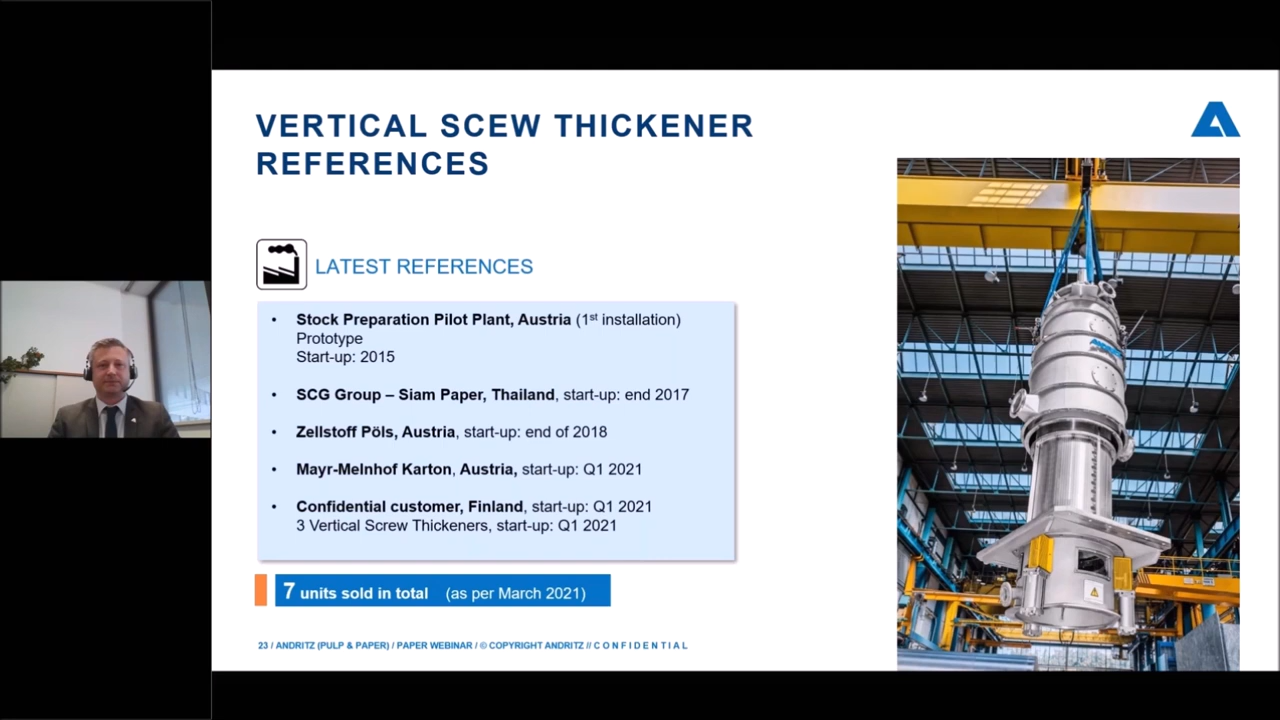 VERTICAL SCEW THICKENER
REFERENCES
LATEST REFERENCES
• Stock Preparation Pilot Plant, Austria (1st installation)
Prototype
Start-up: 2015
• SCG Group – Siam Paper, Thailand, start-up: end 2017
• Zellstoff Pöls, Austria, start-up: end of 2018
• Mayr-Melnhof Karton, Austria, start-up: Q1 2021
• Confidential customer, Finland, start-up: Q1 2021
3 Vertical Screw Thickeners, start-up: Q1 2021
7 units sold in total (as per March 2021)
23 / ANDRITZ (PULP & PAPER) / PAPER WEBINAR / © COPYRIGHT ANDRITZ // CONFIDENTIAL